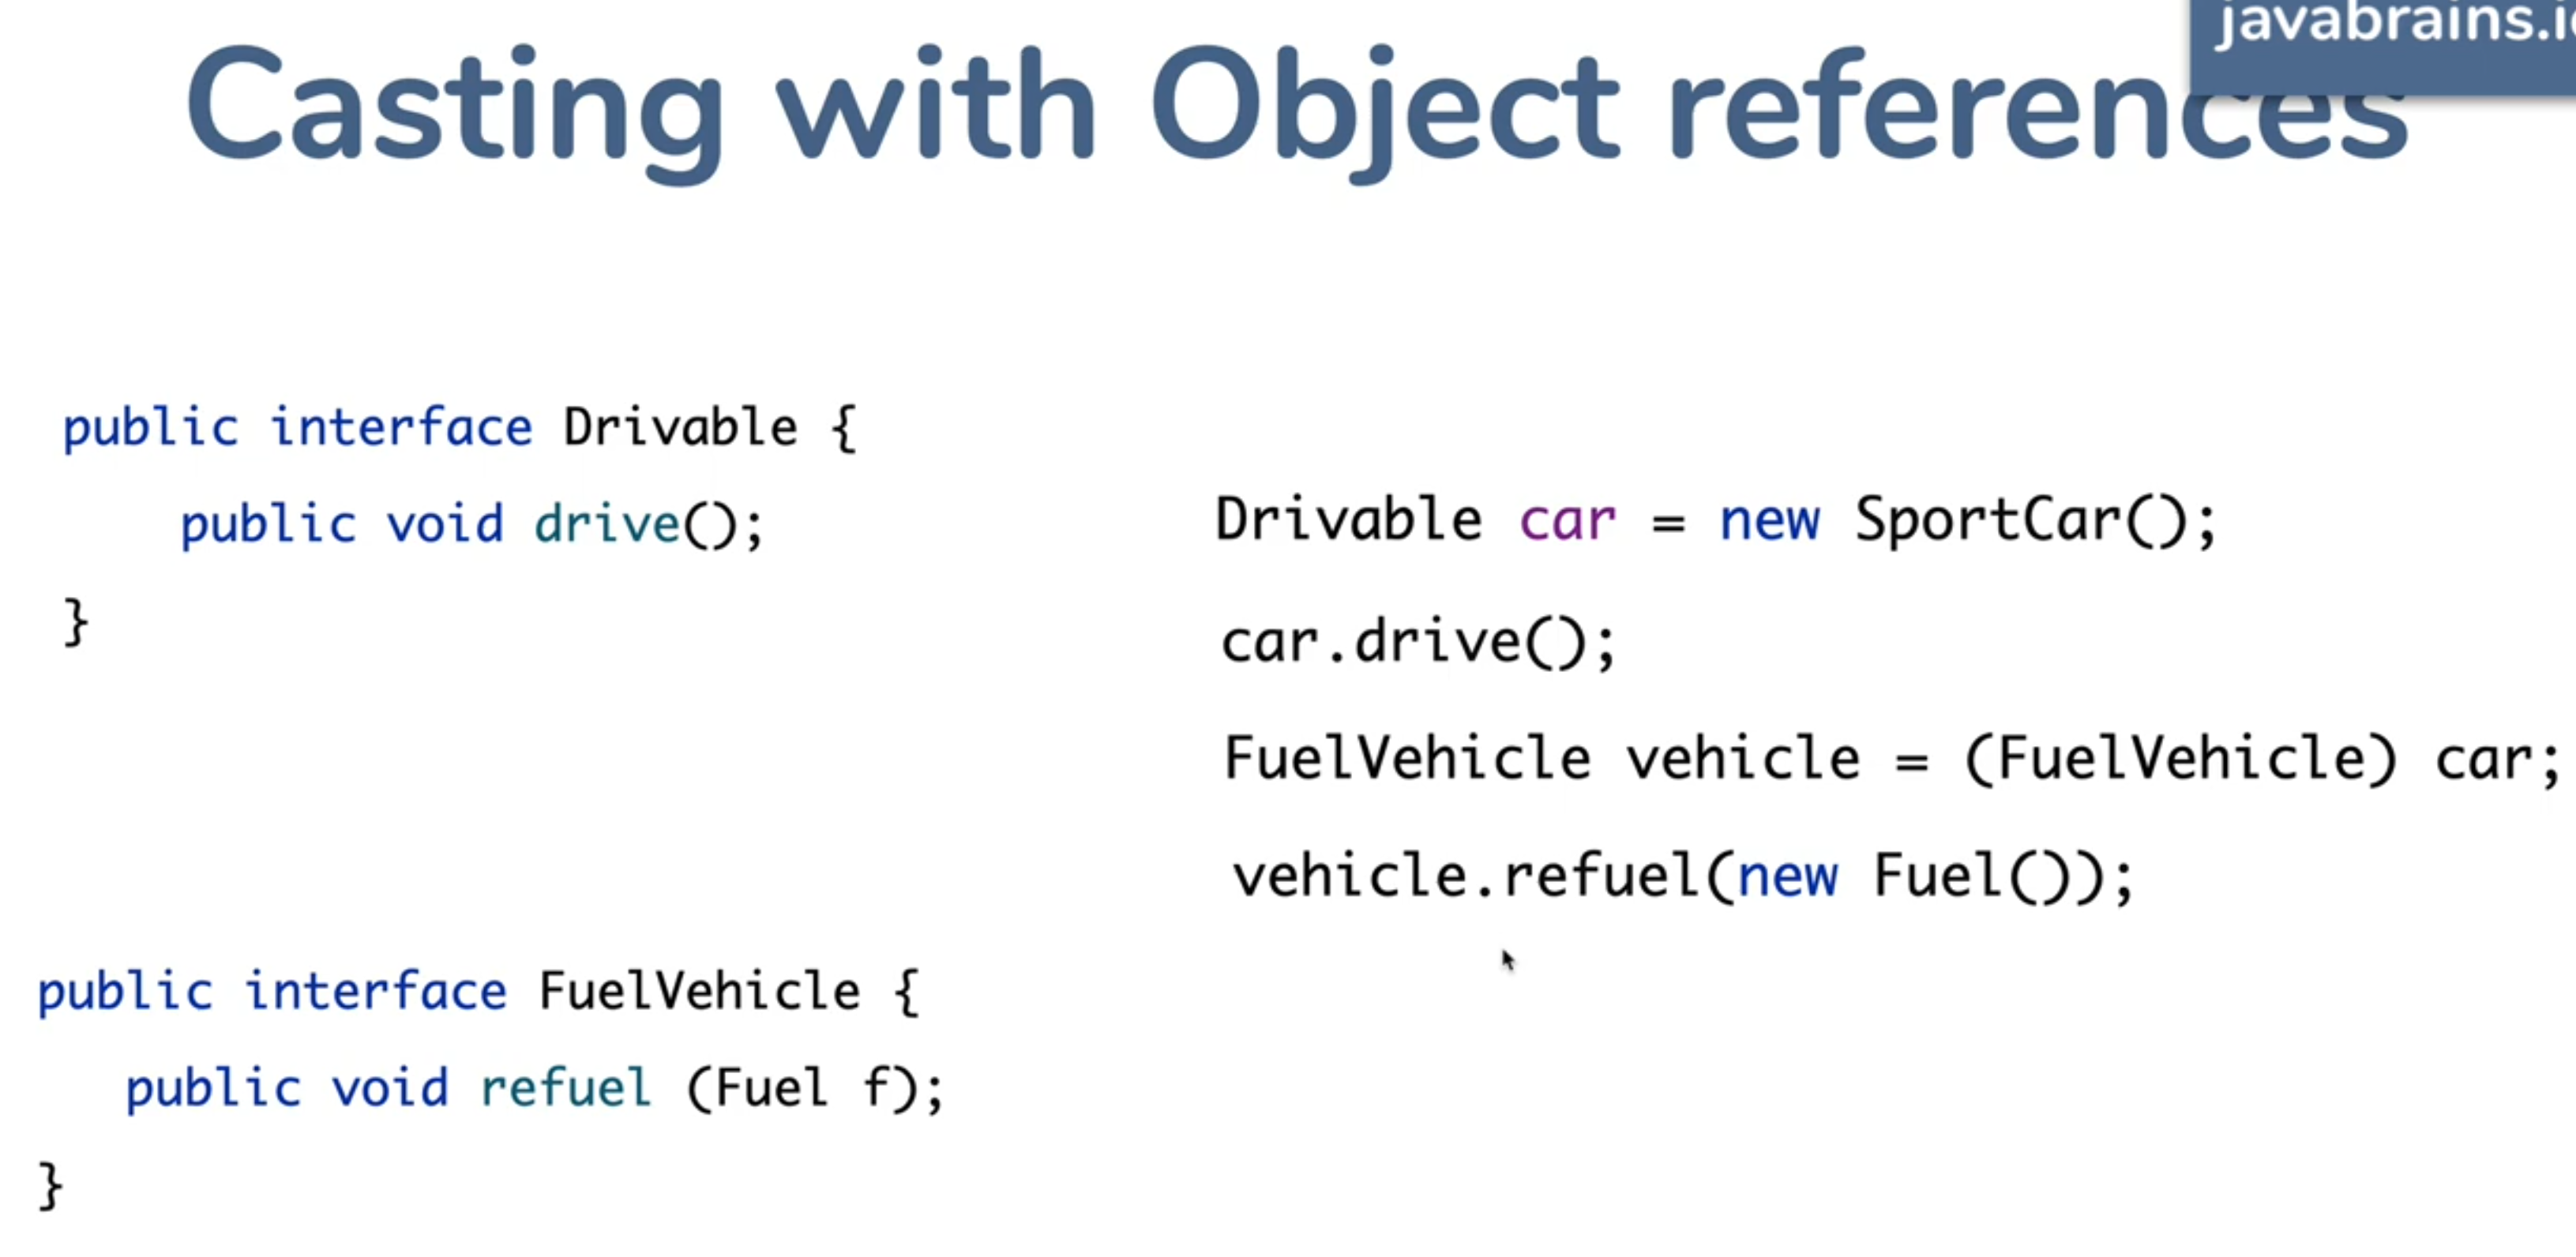 javabrains.i
Casting with Object references
public interface Drivable {
public void drive();
}
Drivable car = new SportCar();
car.drive();
FuelVehicle vehicle = (FuelVehicle) car;
vehicle.refuel(new Fuel());
public interface FuelVehicle {
public void refuel (Fuel f);
}